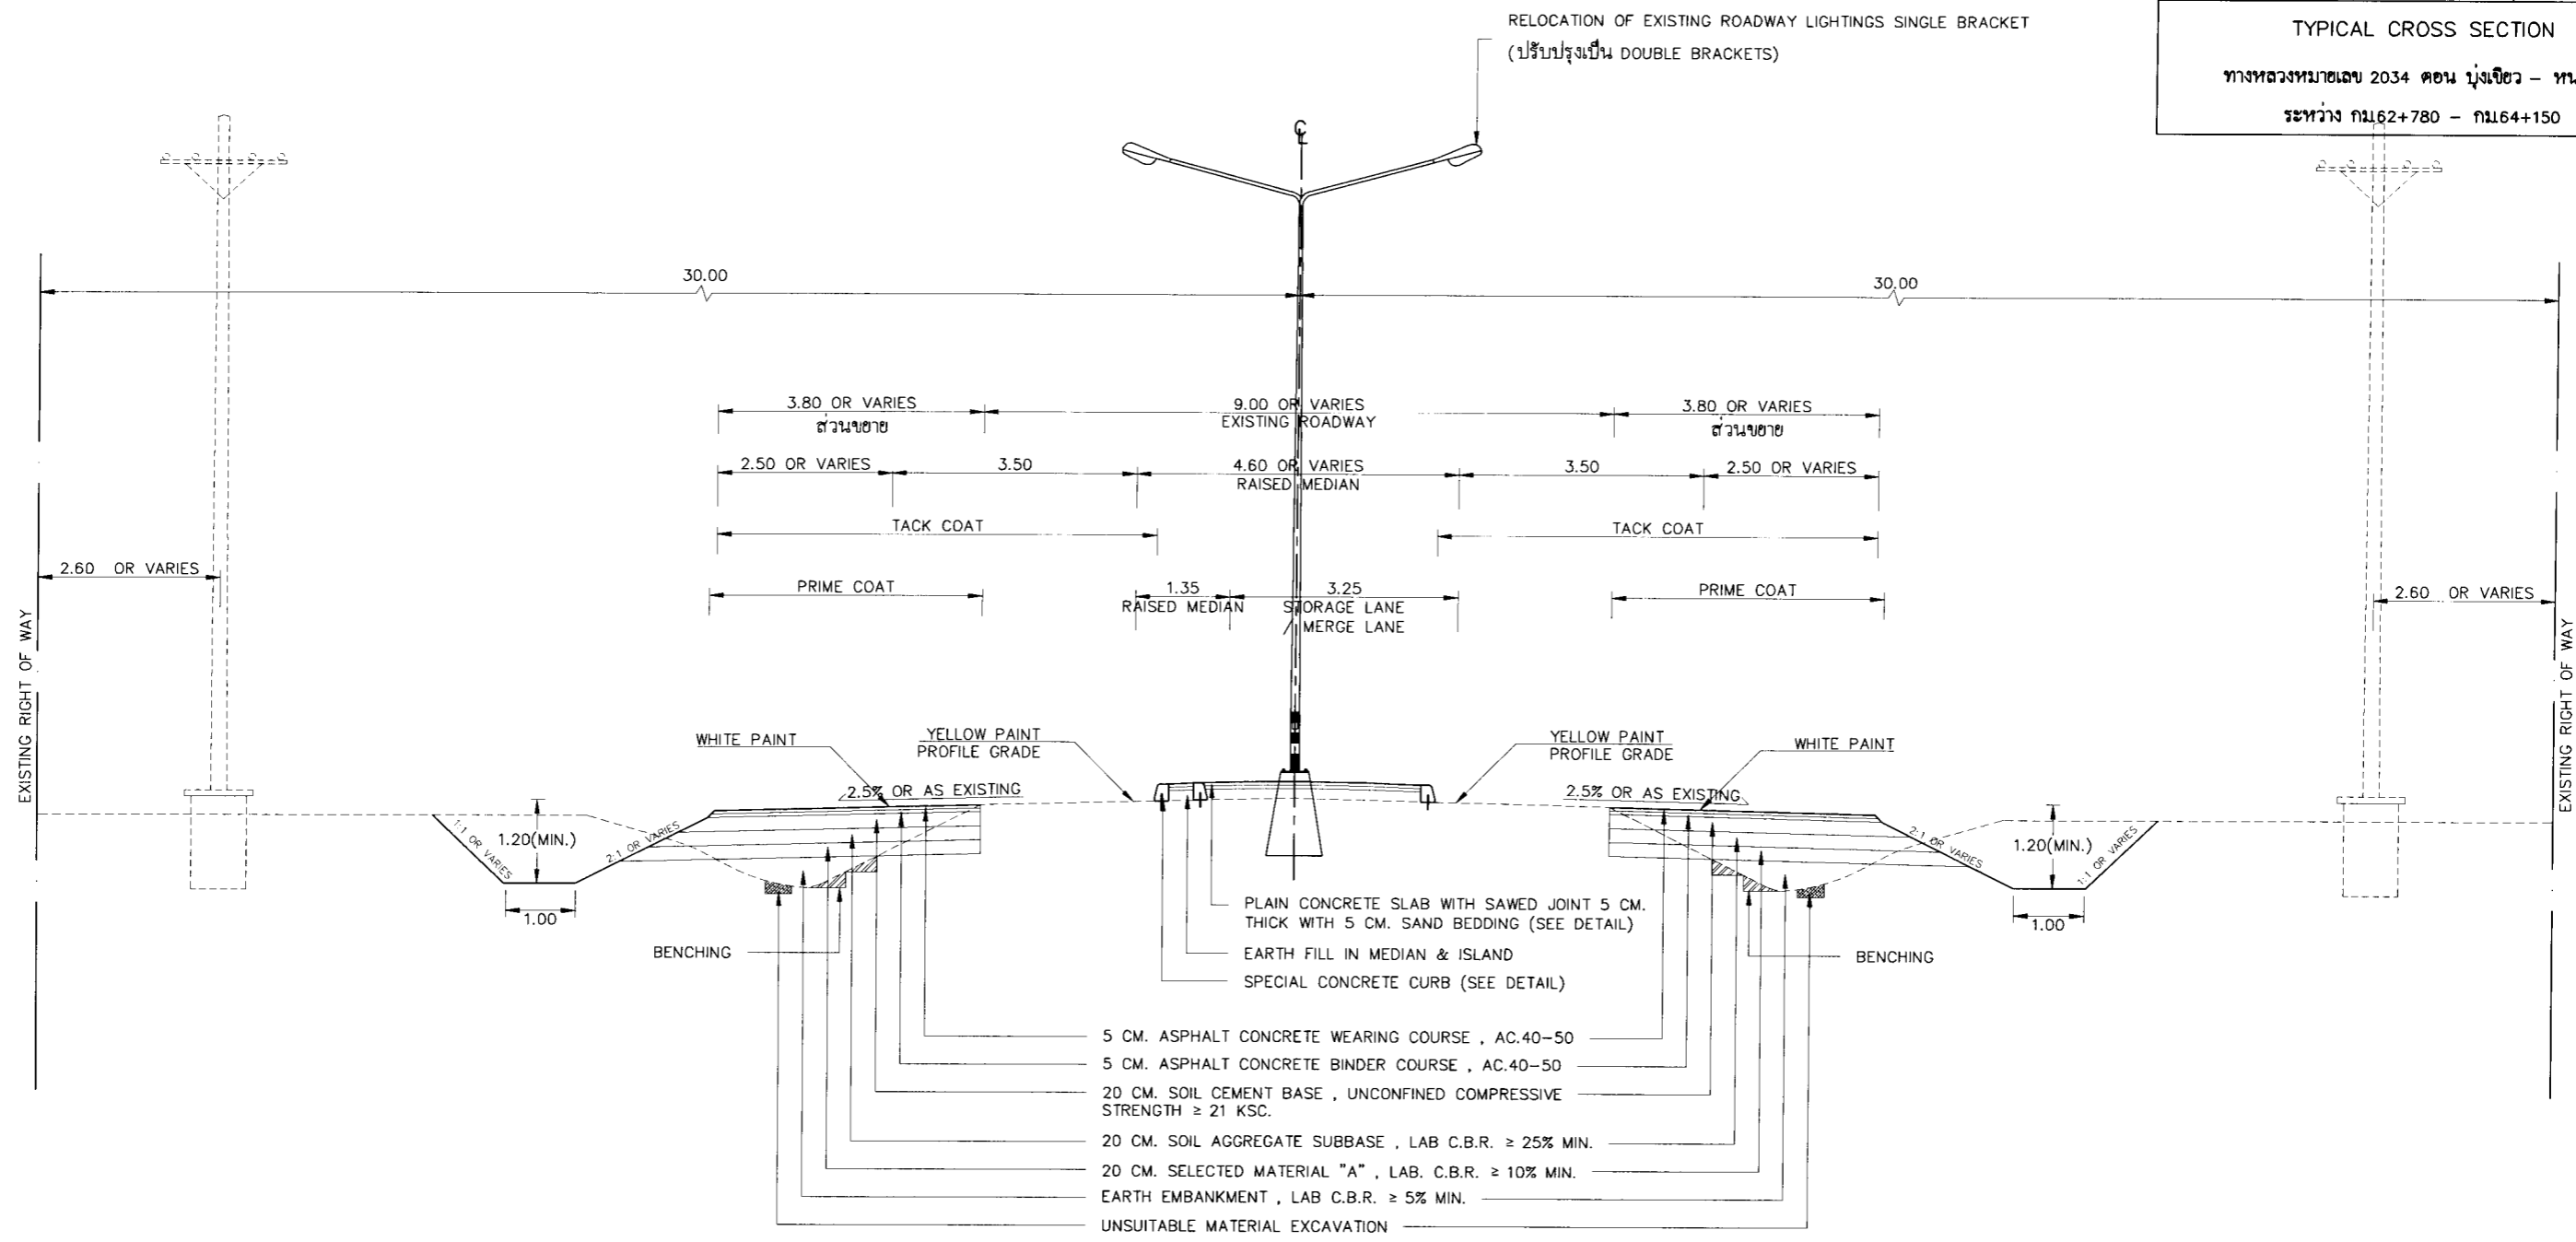 RELOCATION OF EXISTING ROADWAY LIGHTINGS SINGLE BRACKET
(ปรับปรุงเป็น DOUBLE BRACKETS)
TYPICAL CROSS SECTION
ทางหลวงหมายเลข 2034 ตอน บุ่งเขียว –
ระหว่าง กม.62+780 – กม.64+150
℄
30.00
30.00
3.80 OR VARIES
ส่วนขยาย
9.00 OR VARIES
EXISTING ROADWAY
3.80 OR VARIES
ส่วนขยาย
2.50 OR VARIES
3.50
4.60 OR VARIES
RAISED MEDIAN
3.50
2.50 OR VARIES
TACK COAT
TACK COAT
2.60 OR VARIES
PRIME COAT
1.35
RAISED MEDIAN
3.25
STORAGE LANE
/ MERGE LANE
PRIME COAT
2.60 OR VARIES
EXISTING RIGHT OF WAY
EXISTING RIGHT OF WAY
WHITE PAINT
YELLOW PAINT
PROFILE GRADE
YELLOW PAINT
PROFILE GRADE
WHITE PAINT
2.5% OR AS EXISTING
2.5% OR AS EXISTING
1:1 OR VARIES
1.20(MIN.)
2:1 OR VARIES
2:1 OR VARIES
1.20(MIN.)
1:1 OR VARIES
1.00
1.00
BENCHING
BENCHING
PLAIN CONCRETE SLAB WITH SAWED JOINT 5 CM.
THICK WITH 5 CM. SAND BEDDING (SEE DETAIL)
EARTH FILL IN MEDIAN & ISLAND
SPECIAL CONCRETE CURB (SEE DETAIL)
5 CM. ASPHALT CONCRETE WEARING COURSE , AC.40-50
5 CM. ASPHALT CONCRETE BINDER COURSE , AC.40-50
20 CM. SOIL CEMENT BASE , UNCONFINED COMPRESSIVE
STRENGTH ≥ 21 KSC.
20 CM. SOIL AGGREGATE SUBBASE , LAB C.B.R. ≥ 25% MIN.
20 CM. SELECTED MATERIAL "A" , LAB. C.B.R. ≥ 10% MIN.
EARTH EMBANKMENT , LAB C.B.R. ≥ 5% MIN.
UNSUITABLE MATERIAL EXCAVATION